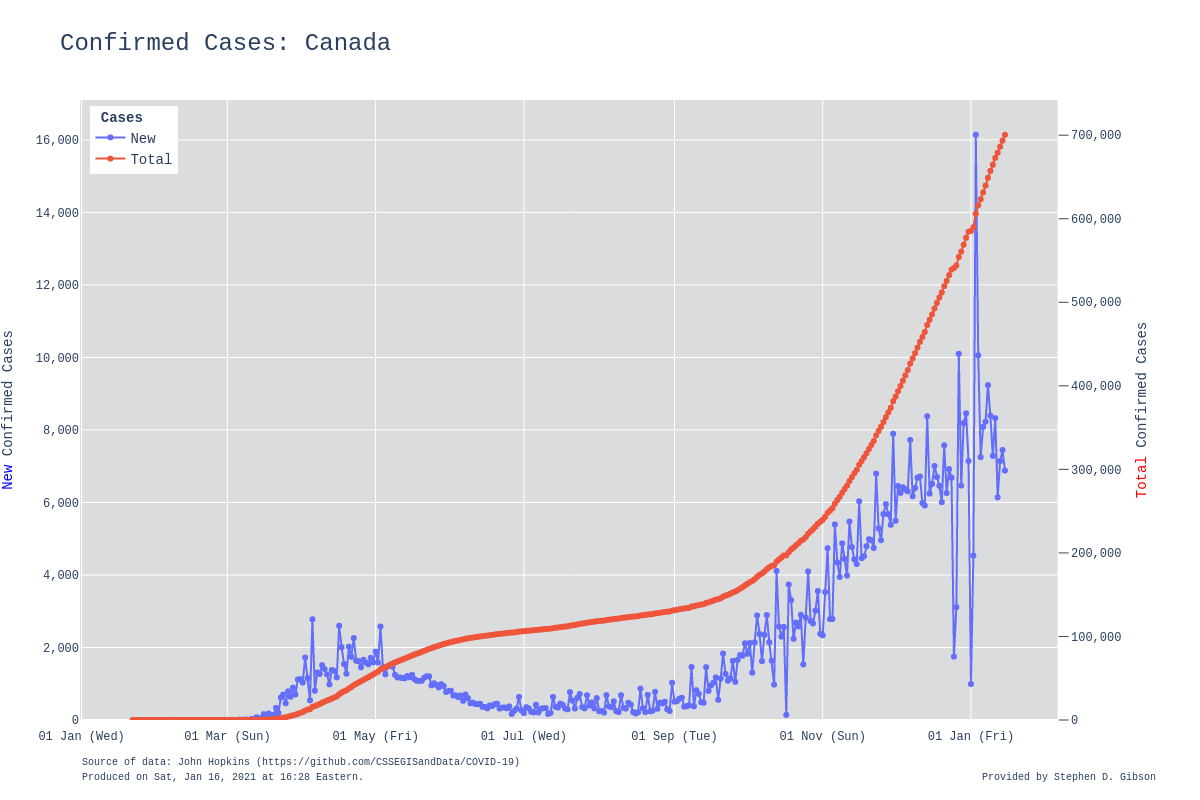 Confirmed Cases: Canada
Cases
New
Total
16,000
14,000
12,000
10,000
8,000
6,000
4,000
2,000
0
700,000
600,000
500,000
400,000
300,000
200,000
100,000
0
New Confirmed Cases
Total Confirmed Cases
01 Jan (Wed)
01 Mar (Sun)
01 May (Fri)
01 Jul (Wed)
01 Sep (Tue)
01 Nov (Sun)
01 Jan (Fri)
Source of data: John Hopkins (https://github.com/CSSEGISandData/COVID-19)
Produced on Sat, Jan 16, 2021 at 16:28 Eastern.
Provided by Stephen D. Gibson